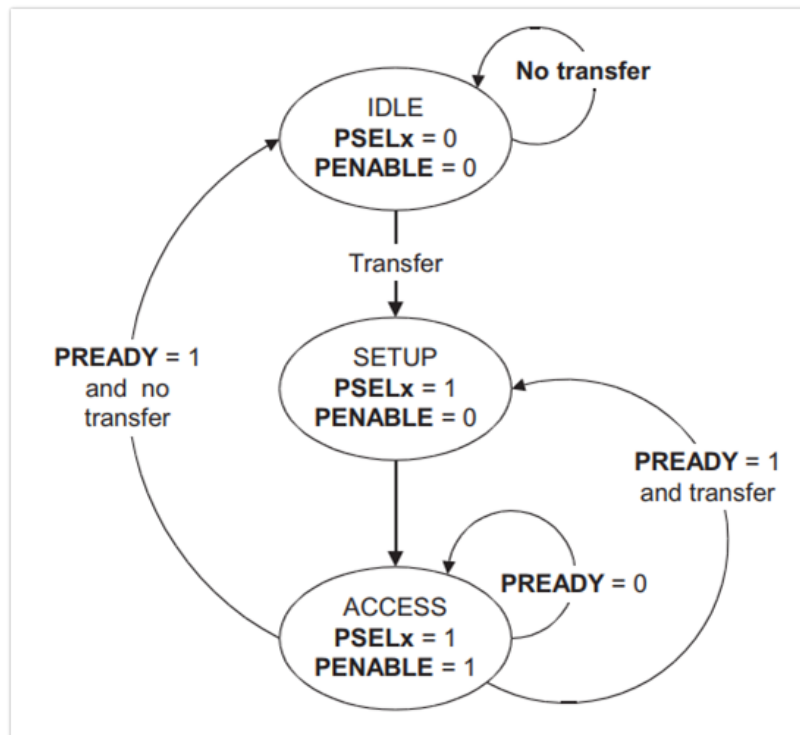 No transfer
IDLE
PSELx = 0
PENABLE = 0
Transfer
SETUP
PSELx = 1
PENABLE = 0
PREADY = 1
and no
transfer
PREADY = 1
and transfer
PREADY = 0
ACCESS
PSELx = 1
PENABLE = 1